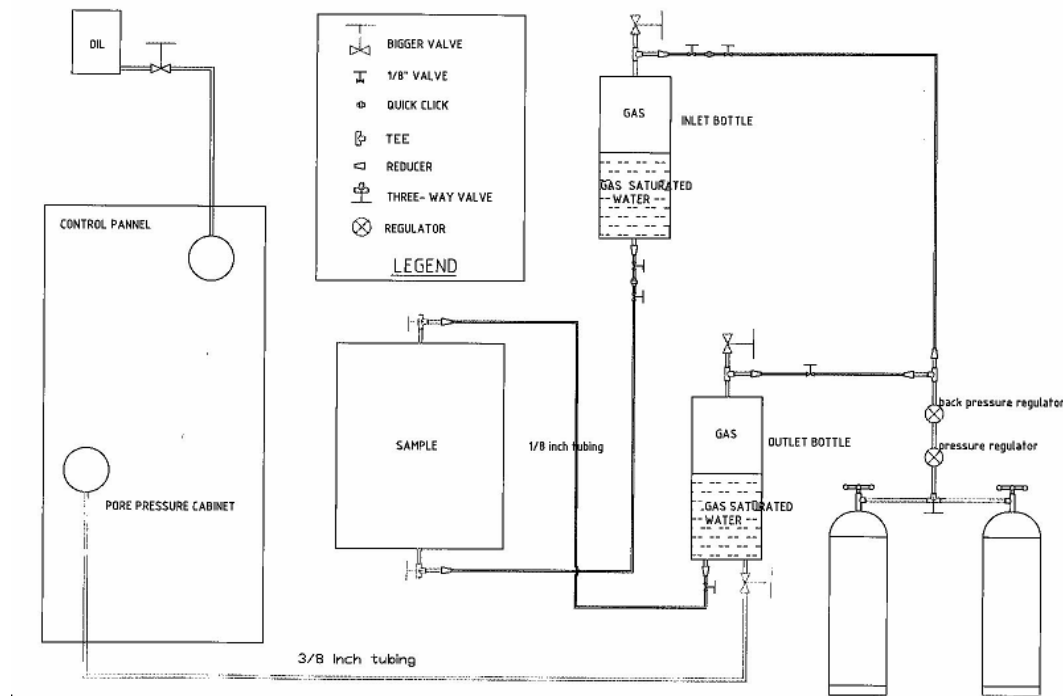 OIL
BIGGER VALVE
1/8" VALVE
QUICK CLICK
TEE
REDUCER
THREE- WAY VALVE
REGULATOR
LEGEND
CONTROL PANNEL
PORE PRESSURE CABINET
SAMPLE
1/8 inch tubing
3/8 Inch tubing
GAS
INLET BOTTLE
GAS SATURATED
WATER
GAS
OUTLET BOTTLE
GAS SATURATED
WATER
back pressure regulator
pressure regulator